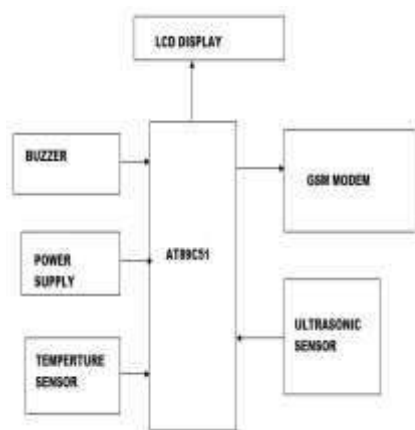 LCD DISPLAY
BUZZER
GSM MODEM
AT89C51
POWER
SUPPLY
ULTRASONIC
SENSOR
TEMPERTURE
SENSOR